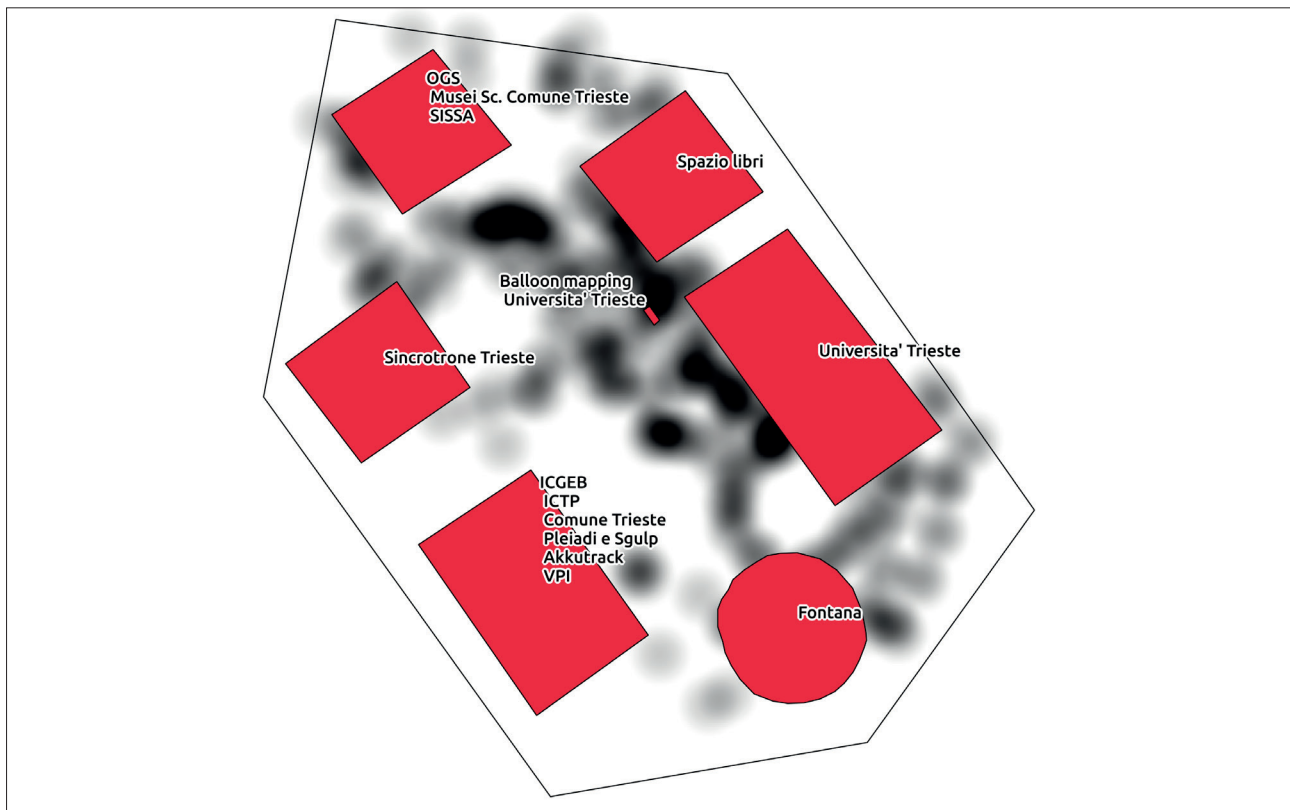 OGS
Musei Sc. Comune Trieste
SISSA
Spazio libri
Balloon mapping
Universita' Trieste
Universita' Trieste
Sincrotrone Trieste
ICGEB
ICTP
Comune Trieste
Pleiadi e Sgulp
Akkutrack
VPI
Fontana